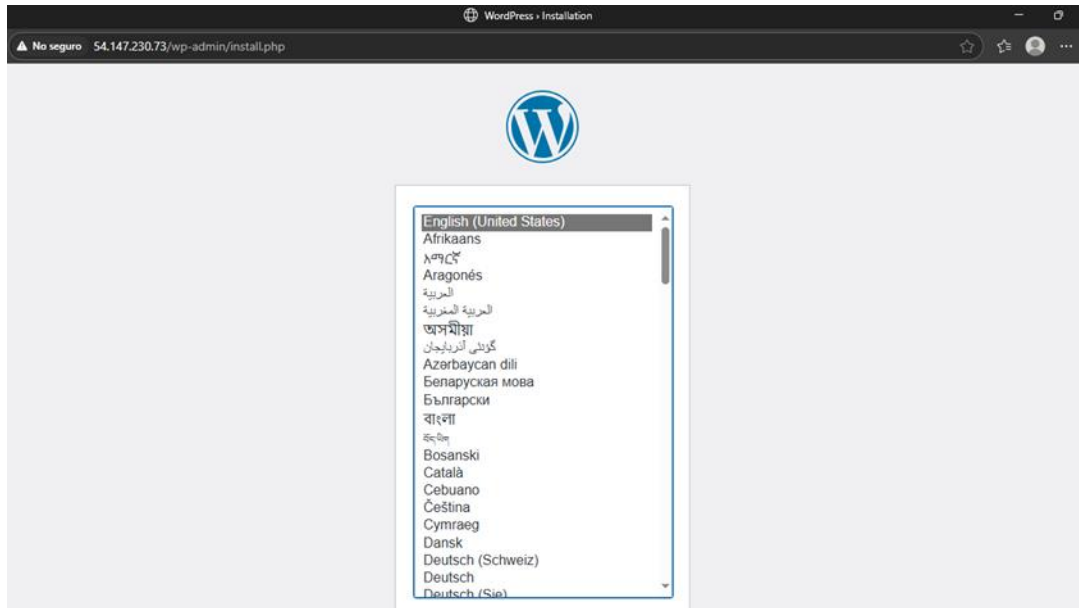 WordPress › Installation
No seguro 54.147.230.73/wp-admin/install.php
English (United States)
Afrikaans
አማርኛ
Aragonés
العربية
العربية المغربية
অসমীয়া
گؤنئی آذربایجان
Azərbaycan dili
Беларуская мова
Български
বাংলা
བོད་ཡིག
Bosanski
Català
Cebuano
Čeština
Cymraeg
Dansk
Deutsch (Schweiz)
Deutsch
Deutsch (Sie)